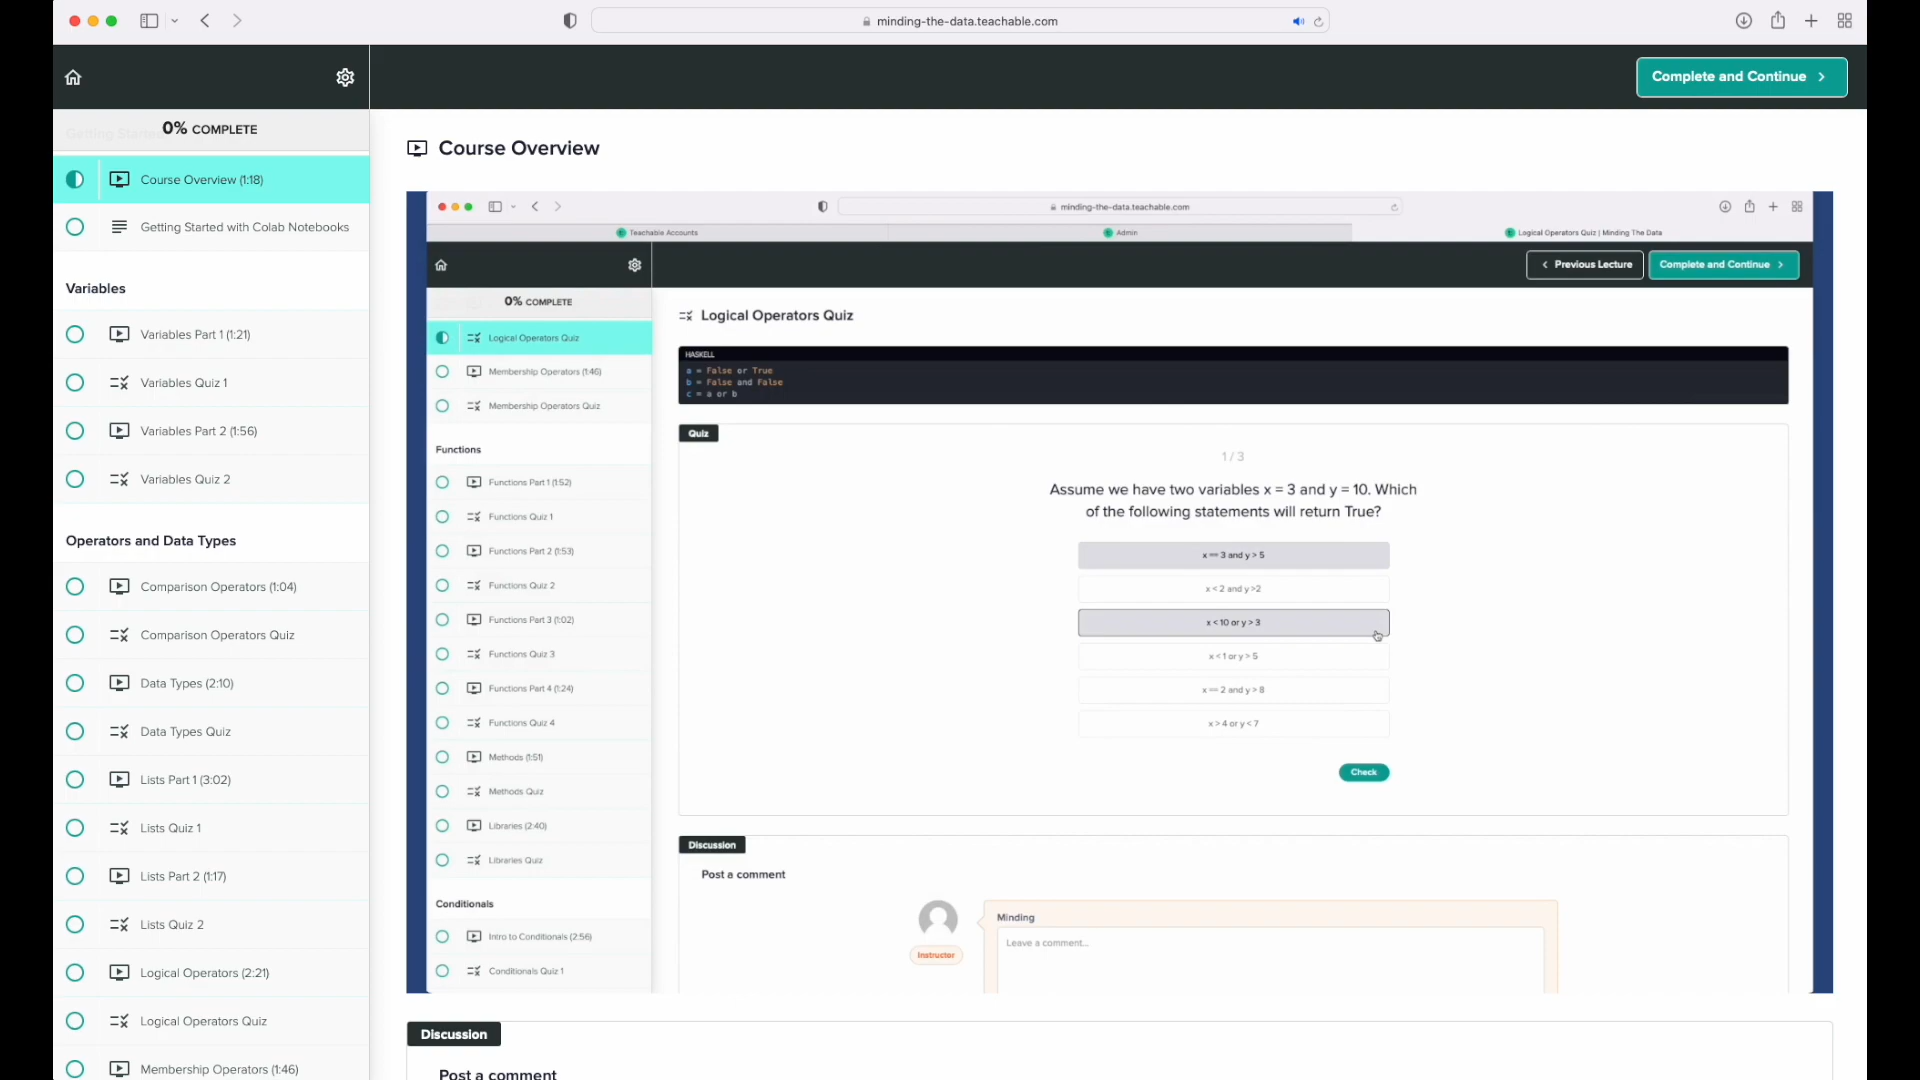 minding-the-data.teachable.com
Complete and Continue
Getting Started
0% COMPLETE
Course Overview (1:18)
Getting Started with Colab Notebooks
Variables
Variables Part 1 (1:21)
Variables Quiz 1
Variables Part 2 (1:56)
Variables Quiz 2
Operators and Data Types
Comparison Operators (1:04)
Comparison Operators Quiz
Data Types (2:10)
Data Types Quiz
Lists Part 1 (3:02)
Lists Quiz 1
Lists Part 2 (1:17)
Lists Quiz 2
Logical Operators (2:21)
Logical Operators Quiz
Membership Operators (1:46)
Course Overview
minding-the-data.teachable.com
Teachable Accounts
Admin
Logical Operators Quiz | Minding The Data
Previous Lecture
Complete and Continue
0% COMPLETE
Logical Operators Quiz
Membership Operators (1:46)
Membership Operators Quiz
Functions
Functions Part 1 (1:52)
Functions Quiz 1
Functions Part 2 (1:53)
Functions Quiz 2
Functions Part 3 (1:02)
Functions Quiz 3
Functions Part 4 (1:24)
Functions Quiz 4
Methods (1:51)
Methods Quiz
Libraries (2:40)
Libraries Quiz
Conditionals
Intro to Conditionals (2:56)
Conditionals Quiz 1
Logical Operators Quiz
HASKELL
a = False or True
b = False and False
c = a or b
Quiz
1 / 3
Assume we have two variables x = 3 and y = 10. Which
of the following statements will return True?
x == 3 and y > 5
x < 2 and y >2
x < 10 or y > 3
x < 1 or y > 5
x == 2 and y > 8
x > 4 or y < 7
Check
Discussion
Post a comment
Minding
Leave a comment...
Instructor
Discussion
Post a comment